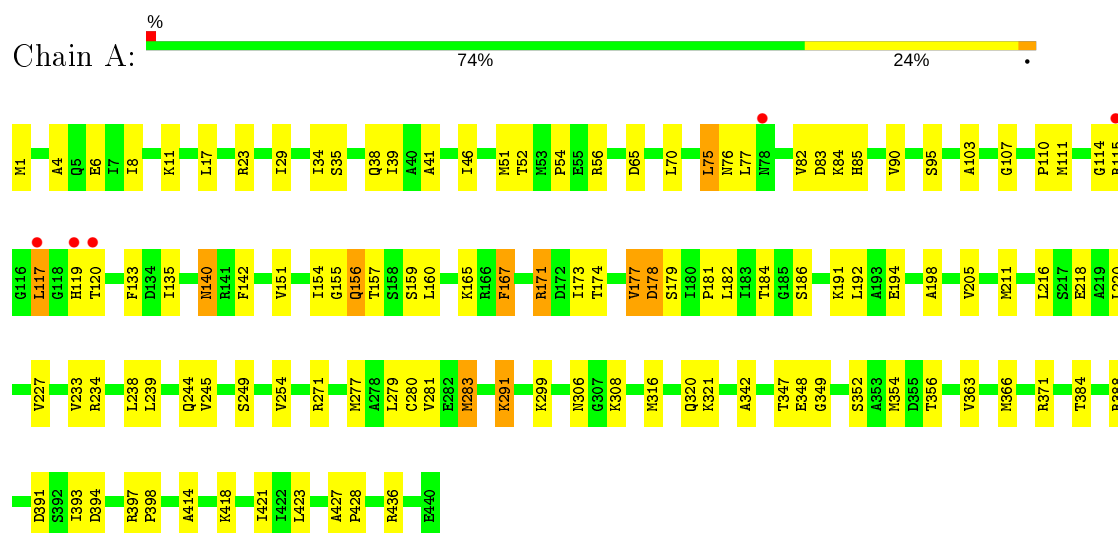 %
Chain A:
74% 24% •
M1 A4 Q5 E6 I7 I8 K11 L17 R23 I29 I34 S35 Q38 I39 A40 A41 I46 M51 T52 M53 P54 E55 R56 D65 L70 L75 N76 L77 N78 V82 D83 K84 H85 V90 S95 A103 G107 P110 M111 G114 R115
G116 L117 G118 H119 T120 F133 D134 I135 N140 R141 F142 V151 I154 G155 Q156 T157 S158 S159 L160 K165 R166 F167 R171 D172 I173 T174 V177 D178 S179 I180 P181 L182 I183 T184 G185 S186 K191 L192 A193 E194 A198 V205 M211 L216 S217 E218 A219
V227 V233 R234 L238 L239 Q244 V245 S249 V254 R271 M277 A278 L279 C280 V281 E282 M283 K291 K299 N306 G307 K308 M316 Q320 K321 A342 T347 E348 G349 S352 A353 M354 D355 T356 V363 M366 R371 T384
D391 S392 I393 D394 R397 P398 A414 K418 I421 I422 L423 A427 P428 R436 E440